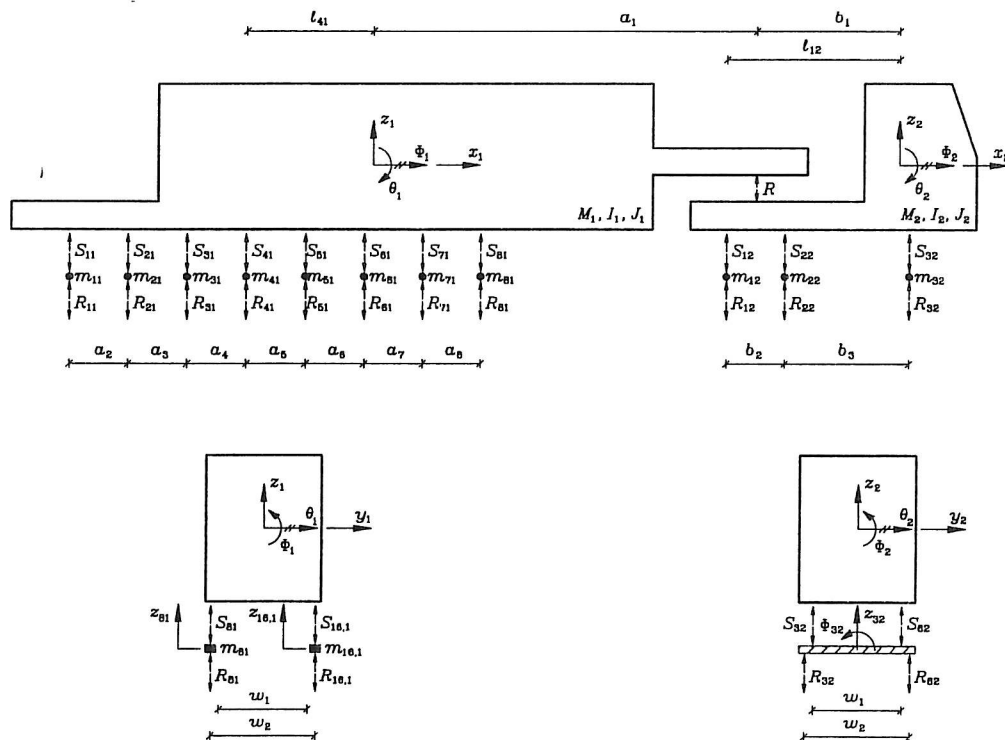 l₄₁ a₁ b₁
l₁₂
z₁ z₂
Φ₁ x₁ Φ₂
θ₁ θ₂
R
M₁, I₁, J₁ M₂, I₂, J₂
S₁₁ S₂₁ S₃₁ S₄₁ S₅₁ S₆₁ S₇₁ S₈₁ S₁₂ S₂₂ S₃₂
m₁₁ m₂₁ m₃₁ m₄₁ m₅₁ m₆₁ m₇₁ m₈₁ m₁₂ m₂₂ m₃₂
R₁₁ R₂₁ R₃₁ R₄₁ R₅₁ R₆₁ R₇₁ R₈₁ R₁₂ R₂₂ R₃₂
a₂ a₃ a₄ a₅ a₆ a₇ a₈ b₂ b₃
z₁ z₂
θ₁ y₁ θ₂ y₂
Φ₁ Φ₂
z₈₁ S₈₁ z₁₆,₁ S₁₆,₁ S₃₂ Φ₃₂ z₃₂ S₆₂
m₈₁ m₁₆,₁
R₈₁ R₁₆,₁ R₃₂ R₆₂
w₁ w₁
w₂ w₂